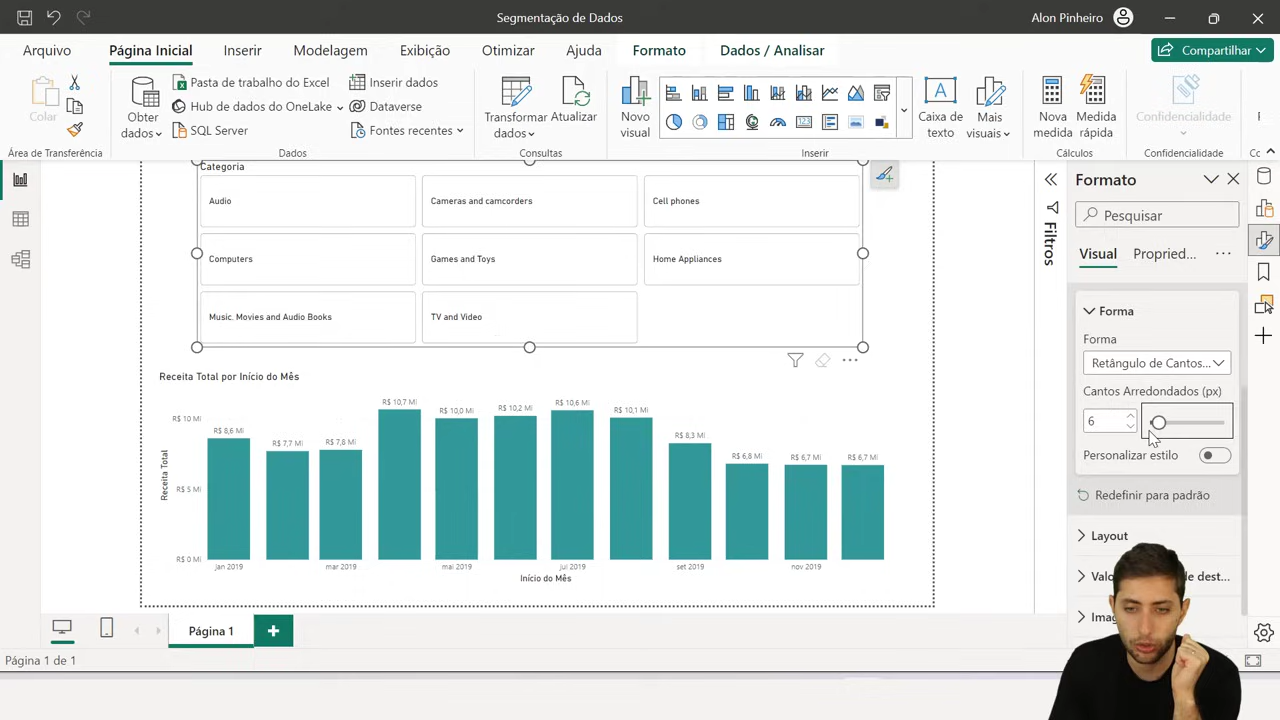 Segmentação de Dados
Alon Pinheiro
Arquivo
Página Inicial
Inserir
Modelagem
Exibição
Otimizar
Ajuda
Formato
Dados / Analisar
Compartilhar
Colar
Área de Transferência
Obter
dados
Pasta de trabalho do Excel
Hub de dados do OneLake
SQL Server
Inserir dados
Dataverse
Fontes recentes
Dados
Transformar
dados
Atualizar
Consultas
Novo
visual
Caixa de
texto
Mais
visuais
Inserir
Nova
medida
Medida
rápida
Cálculos
Confidencialidade
Confidencialidade
Categoria
Audio
Cameras and camcorders
Cell phones
Computers
Games and Toys
Home Appliances
Music, Movies and Audio Books
TV and Video
Receita Total por Início do Mês
Receita Total
R$ 10 Mi
R$ 5 Mi
R$ 0 Mi
R$ 8,6 Mi
R$ 7,7 Mi
R$ 7,8 Mi
R$ 10,7 Mi
R$ 10,0 Mi
R$ 10,2 Mi
R$ 10,6 Mi
R$ 10,1 Mi
R$ 8,3 Mi
R$ 6,8 Mi
R$ 6,7 Mi
R$ 6,7 Mi
jan 2019
mar 2019
mai 2019
jul 2019
set 2019
nov 2019
Início do Mês
Filtros
Formato
Pesquisar
Visual
Propried...
Forma
Forma
Retângulo de Cantos...
Cantos Arredondados (px)
6
Personalizar estilo
Redefinir para padrão
Layout
Página 1
Página 1 de 1